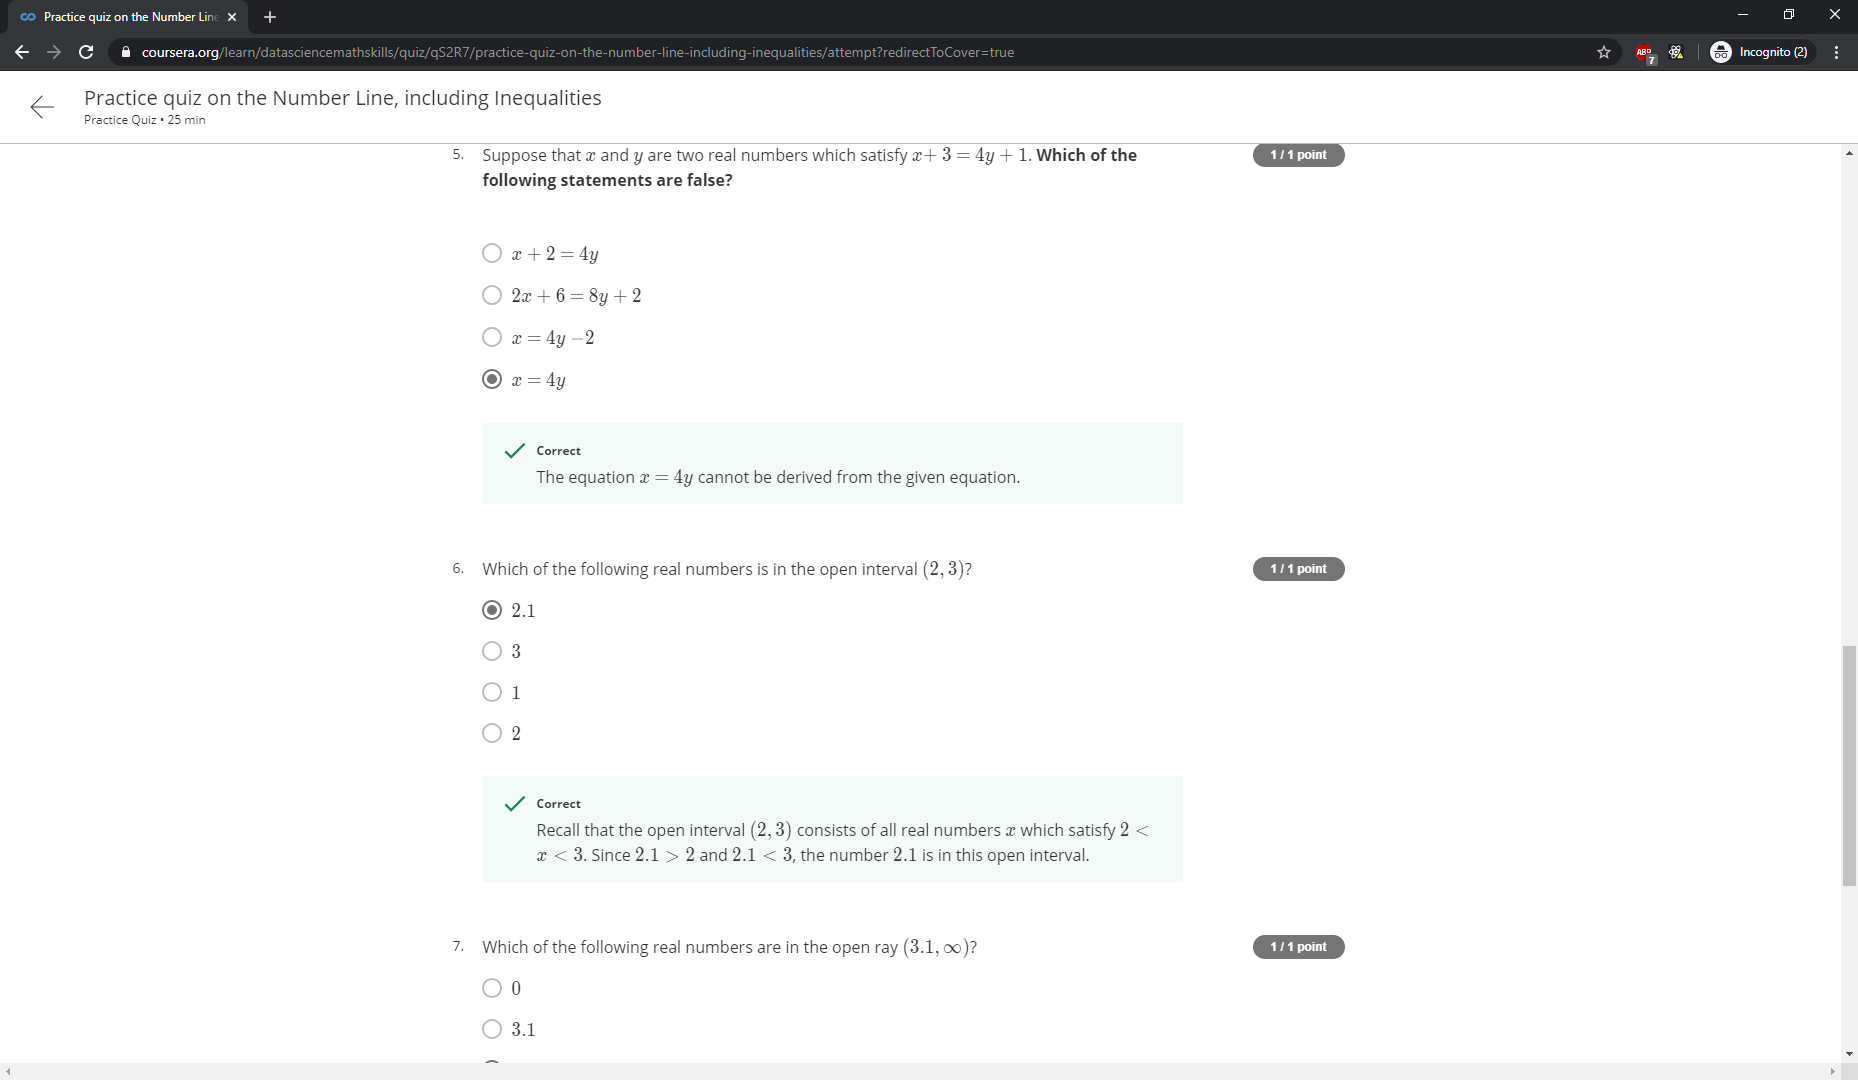 Practice quiz on the Number Line
Incognito (2)
coursera.org/learn/datasciencemathskills/quiz/qS2R7/practice-quiz-on-the-number-line-including-inequalities/attempt?redirectToCover=true
ABP
7
Practice quiz on the Number Line, including Inequalities
Practice Quiz • 25 min
5. Suppose that x and y are two real numbers which satisfy x+ 3 = 4y + 1. Which of the
following statements are false?
1 / 1 point
x + 2 = 4y
2x + 6 = 8y + 2
x = 4y −2
x = 4y
Correct
The equation x = 4y cannot be derived from the given equation.
6. Which of the following real numbers is in the open interval (2, 3)?
1 / 1 point
2.1
3
1
2
Correct
Recall that the open interval (2, 3) consists of all real numbers x which satisfy 2 <
x < 3. Since 2.1 > 2 and 2.1 < 3, the number 2.1 is in this open interval.
7. Which of the following real numbers are in the open ray (3.1, ∞)?
1 / 1 point
0
3.1